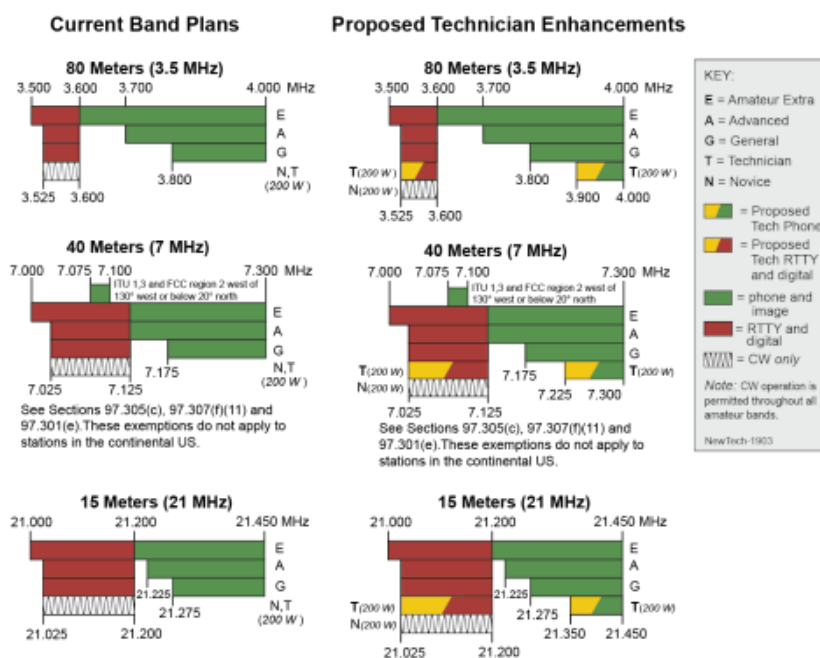 Current Band Plans
Proposed Technician Enhancements
80 Meters (3.5 MHz)
3.500 3.600 3.700 4.000 MHz
E
A
G
N,T
(200 W)
3.800
3.525 3.600
80 Meters (3.5 MHz)
3.500 3.600 3.700 4.000 MHz
E
A
G
T(200 W) T(200 W)
N(200 W)
3.800 3.900 4.000
3.525 3.600
40 Meters (7 MHz)
7.000 7.075 7.100 7.300 MHz
ITU 1,3 and FCC region 2 west of
130° west or below 20° north
E
A
G
N,T
(200 W)
7.175
7.025 7.125
See Sections 97.305(c), 97.307(f)(11) and
97.301(e).These exemptions do not apply to
stations in the continental US.
40 Meters (7 MHz)
7.000 7.075 7.100 7.300 MHz
ITU 1,3 and FCC region 2 west of
130° west or below 20° north
E
A
G
T(200 W) T(200 W)
N(200 W)
7.175 7.225 7.300
7.025 7.125
See Sections 97.305(c), 97.307(f)(11) and
97.301(e).These exemptions do not apply to
stations in the continental US.
15 Meters (21 MHz)
21.000 21.200 21.450 MHz
E
A
G
N,T
(200 W)
21.225
21.275
21.025 21.200
15 Meters (21 MHz)
21.000 21.200 21.450 MHz
E
A
G
T(200 W) T(200 W)
N(200 W)
21.225
21.275 21.350 21.450
21.025 21.200
KEY:
E = Amateur Extra
A = Advanced
G = General
T = Technician
N = Novice
= Proposed
Tech Phone
= Proposed
Tech RTTY
and digital
= phone and
image
= RTTY and
digital
= CW only
Note: CW operation is
permitted throughout all
amateur bands.
NewTech-1903